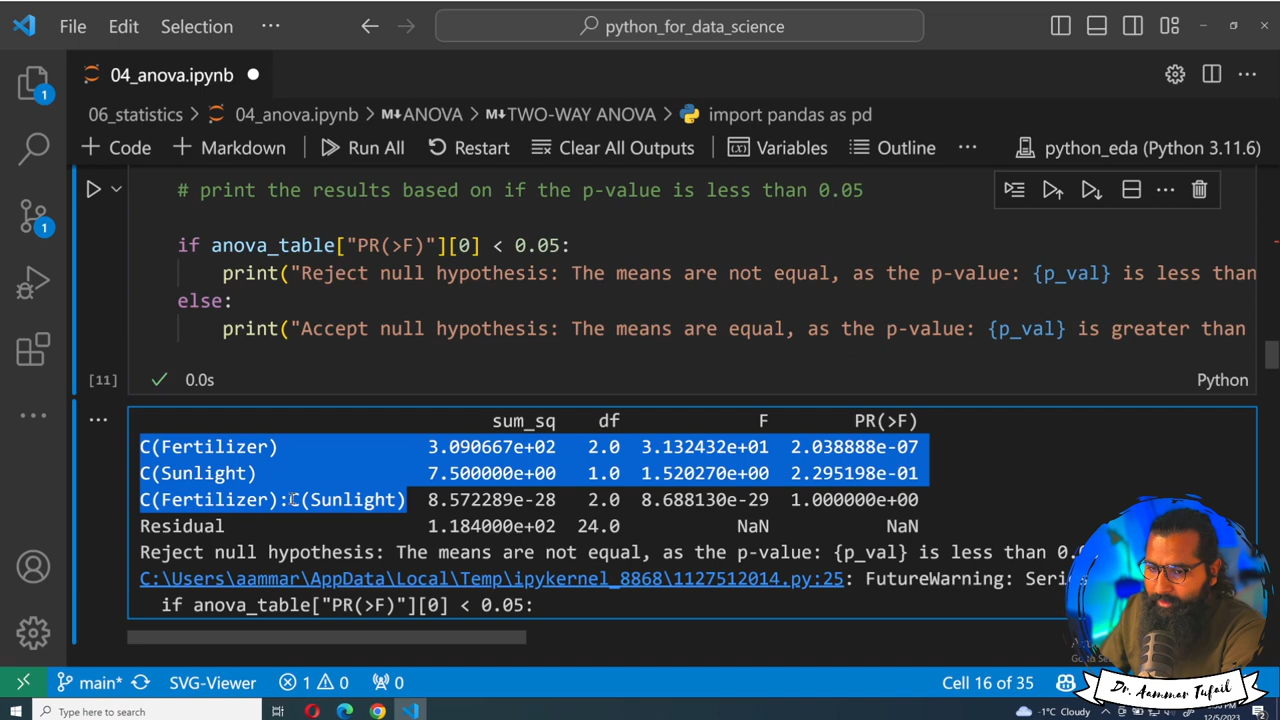 File Edit Selection ··· python_for_data_science
04_anova.ipynb
06_statistics > 04_anova.ipynb > M↓ANOVA > M↓TWO-WAY ANOVA > import pandas as pd
+ Code + Markdown Run All Restart Clear All Outputs Variables Outline ··· python_eda (Python 3.11.6)
# print the results based on if the p-value is less than 0.05
if anova_table["PR(>F)"][0] < 0.05:
print("Reject null hypothesis: The means are not equal, as the p-value: {p_val} is less than
else:
print("Accept null hypothesis: The means are equal, as the p-value: {p_val} is greater than
[11] 0.0s Python
sum_sq df F PR(>F)
C(Fertilizer) 3.090667e+02 2.0 3.132432e+01 2.038888e-07
C(Sunlight) 7.500000e+00 1.0 1.520270e+00 2.295198e-01
C(Fertilizer):C(Sunlight) 8.572289e-28 2.0 8.688130e-29 1.000000e+00
Residual 1.184000e+02 24.0 NaN NaN
Reject null hypothesis: The means are not equal, as the p-value: {p_val} is less than 0.
C:\Users\aammar\AppData\Local\Temp\ipykernel_8868\1127512014.py:25: FutureWarning: Series
if anova_table["PR(>F)"][0] < 0.05:
main* SVG-Viewer 1 0 0 Cell 16 of 35
Dr. Aammar Tufail
Type here to search -1°C Cloudy 12/5/2023